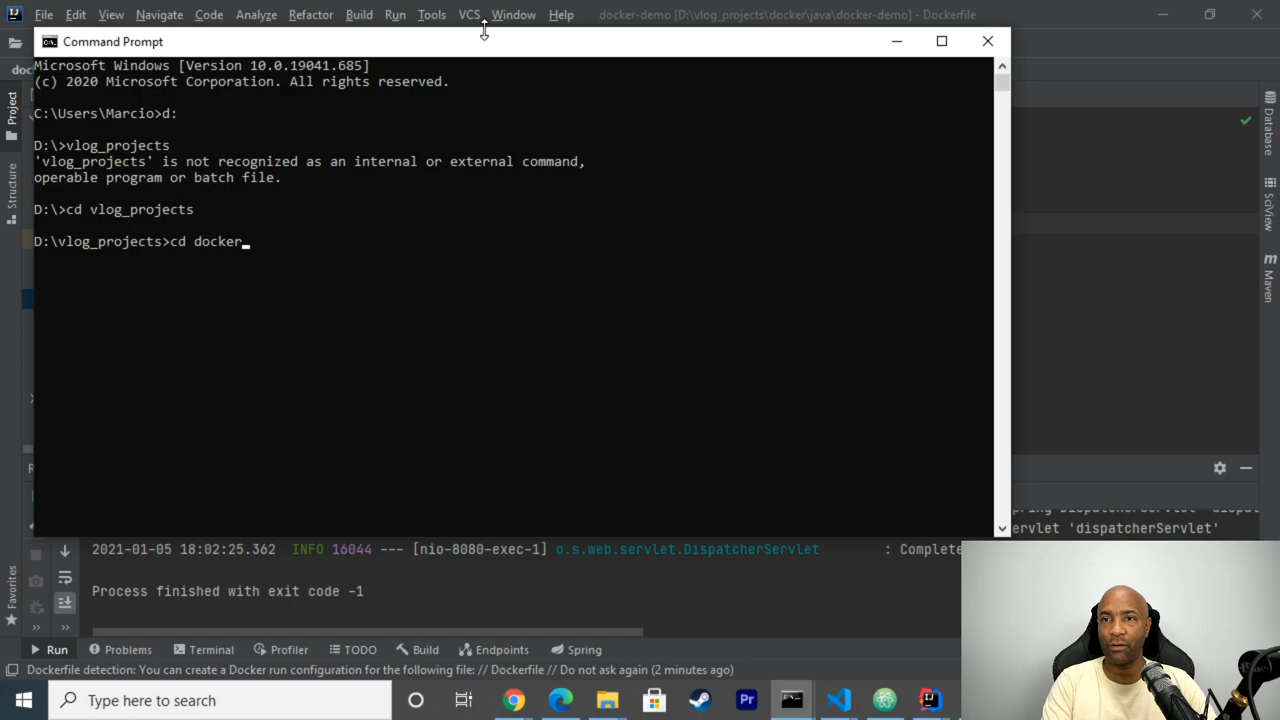 File Edit View Navigate Code Analyze Refactor Build Run Tools VCS Window Help docker-demo [D:\vlog_projects\docker\java\docker-demo] - Dockerfile
Command Prompt
doc
Microsoft Windows [Version 10.0.19041.685]
(c) 2020 Microsoft Corporation. All rights reserved.
C:\Users\Marcio>d:
D:\>vlog_projects
'vlog_projects' is not recognized as an internal or external command,
operable program or batch file.
D:\>cd vlog_projects
D:\vlog_projects>cd docker
Project
Structure
Favorites
Database
SciView
Maven
ervlet 'dispatcherServlet'
2021-01-05 18:02:25.362 INFO 16044 --- [nio-8080-exec-1] o.s.web.servlet.DispatcherServlet : Complete
Process finished with exit code -1
Run Problems Terminal Profiler TODO Build Endpoints Spring
Dockerfile detection: You can create a Docker run configuration for the following file: // Dockerfile // Do not ask again (2 minutes ago)
Type here to search
Pr